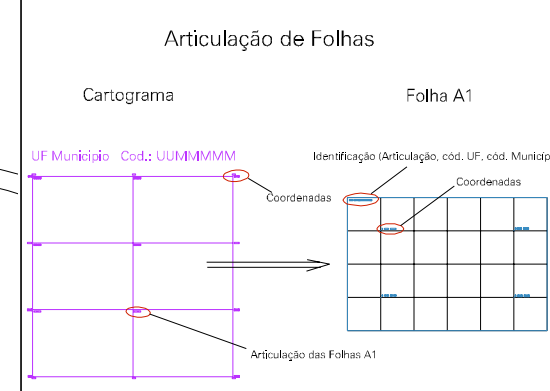 Articulação de Folhas
Cartograma
Folha A1
UF Municipio Cod.: UUMMMMM
Identificação (Articulação, cód. UF, cód. Municíp
Coordenadas
Coordenadas
Articulação das Folhas A1